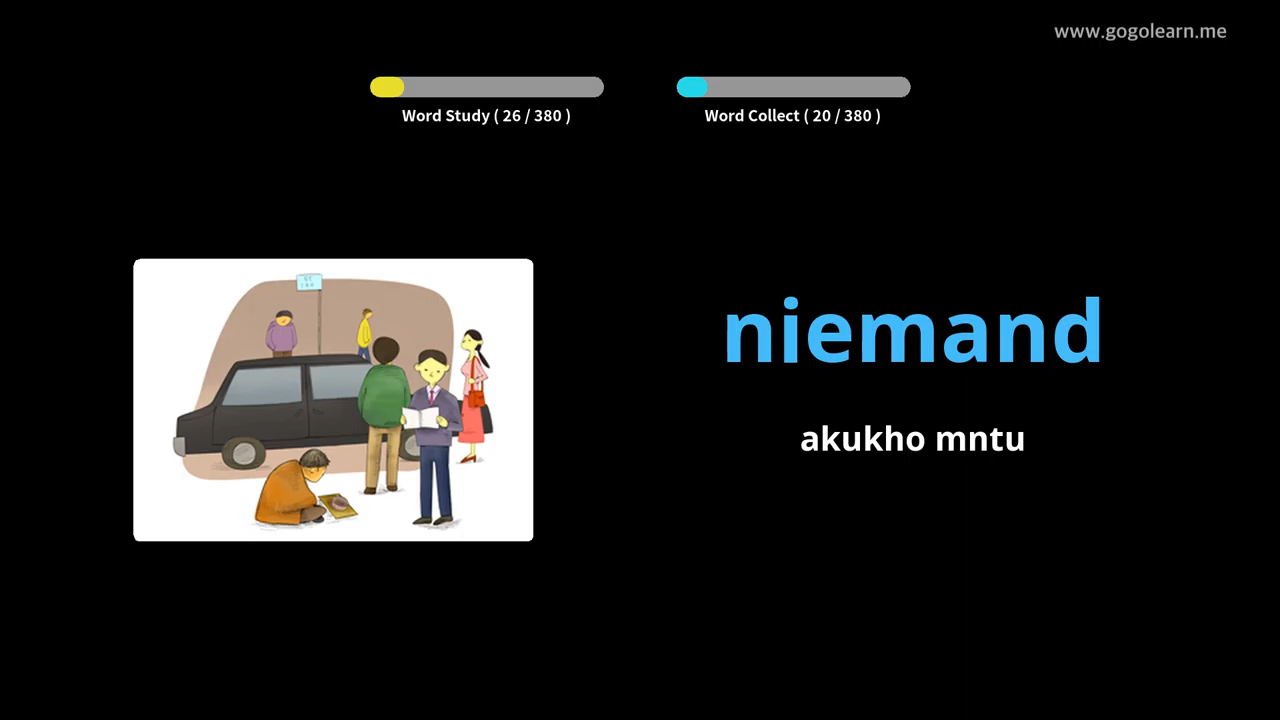 www.gogolearn.me
Word Study ( 26 / 380 )
Word Collect ( 20 / 380 )
niemand
akukho mntu